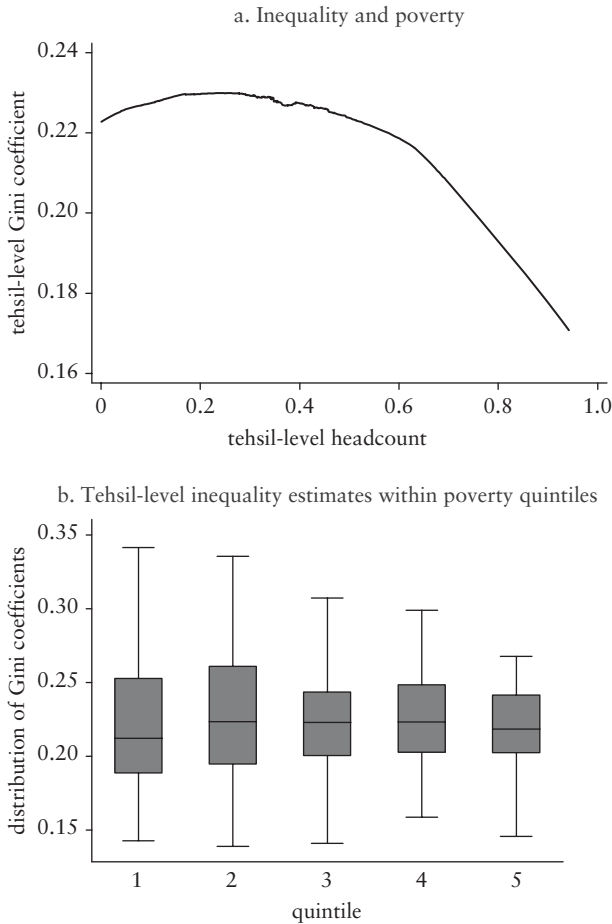 a. Inequality and poverty
tehsil-level Gini coefficient
0.24
0.22
0.20
0.18
0.16
0 0.2 0.4 0.6 0.8 1.0
tehsil-level headcount
b. Tehsil-level inequality estimates within poverty quintiles
distribution of Gini coefficients
0.35
0.30
0.25
0.20
0.15
1 2 3 4 5
quintile